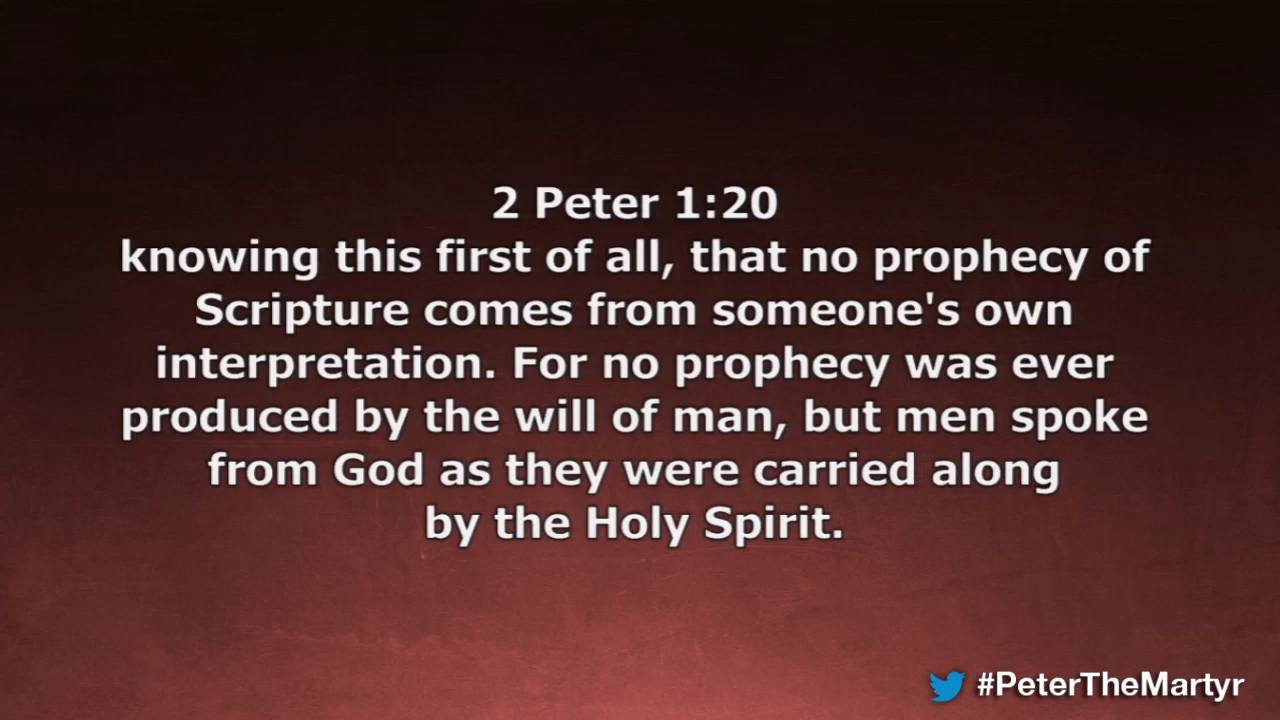 2 Peter 1:20
knowing this first of all, that no prophecy of
Scripture comes from someone's own
interpretation. For no prophecy was ever
produced by the will of man, but men spoke
from God as they were carried along
by the Holy Spirit.
#PeterTheMartyr